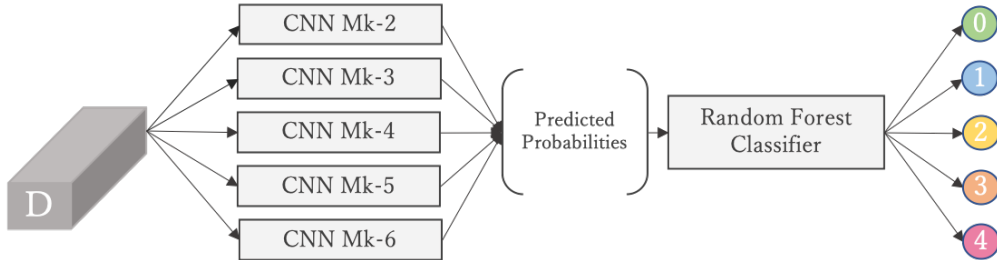 D
CNN Mk-2
CNN Mk-3
CNN Mk-4
CNN Mk-5
CNN Mk-6
Predicted
Probabilities
Random Forest
Classifier
0
1
2
3
4